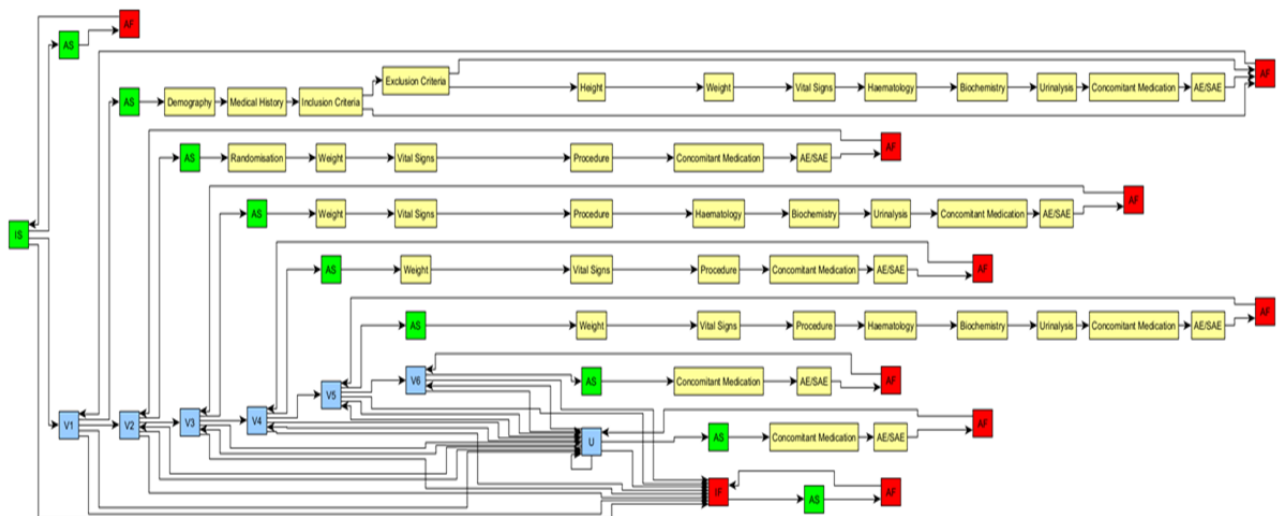 AF
AS
Exclusion Criteria
AF
AS Demography Medical History Inclusion Criteria Height Weight Vital Signs Haematology Biochemistry Urinalysis Concomitant Medication AE/SAE
AF
AS Randomisation Weight Vital Signs Procedure Concomitant Medication AE/SAE
AF
AS Weight Vital Signs Procedure Haematology Biochemistry Urinalysis Concomitant Medication AE/SAE
IS
AF
AS Weight Vital Signs Procedure Concomitant Medication AE/SAE
AF
AS Weight Vital Signs Procedure Haematology Biochemistry Urinalysis Concomitant Medication AE/SAE
V6 AS Concomitant Medication AE/SAE AF
V5
V1 V2 V3 V4
AF
U AS Concomitant Medication AE/SAE
IF AS AF